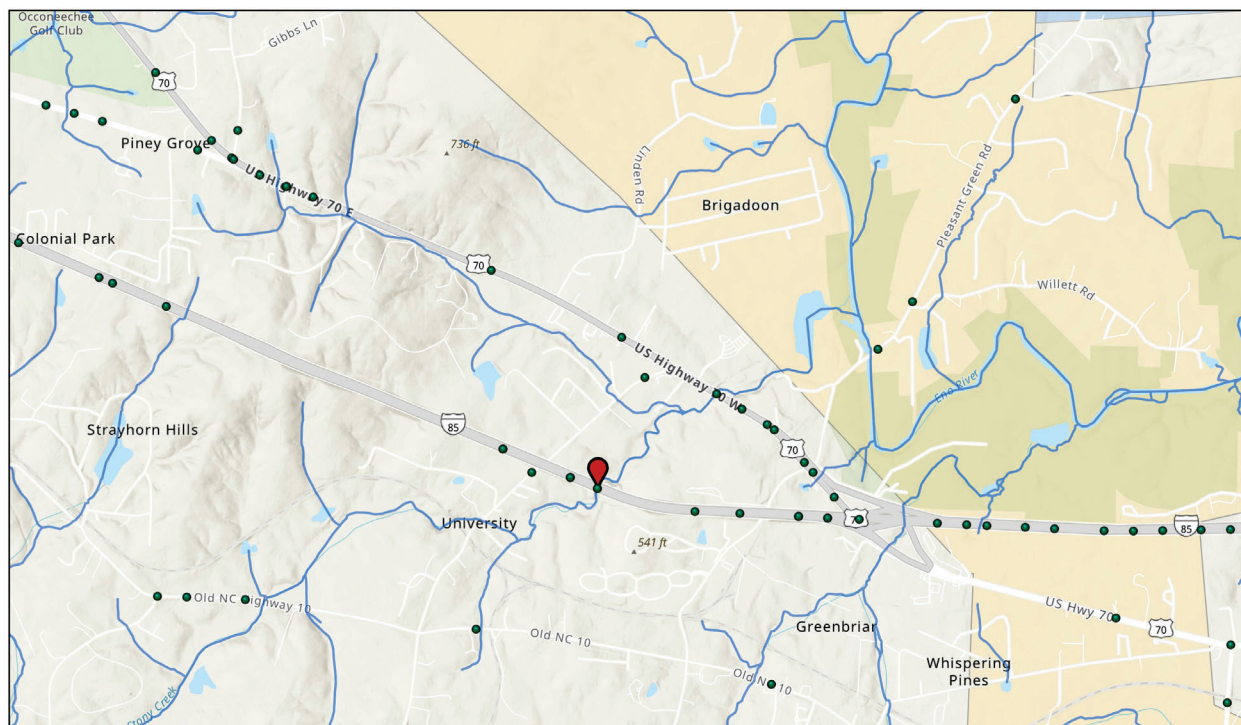 Occoneechee
Golf Club
Gibbs Ln
70
Piney Grove
736 ft
US Highway 70 E
Linden Rd
Brigadoon
Pleasant Green Rd
Colonial Park
70
Willett Rd
US Highway 70 W
Eno River
Strayhorn Hills
85
70
University
70
85
541 ft
Old NC Highway 10
US Hwy 70
70
Old NC 10
Greenbriar
Whispering
Pines
Old NC 10
Stony Creek